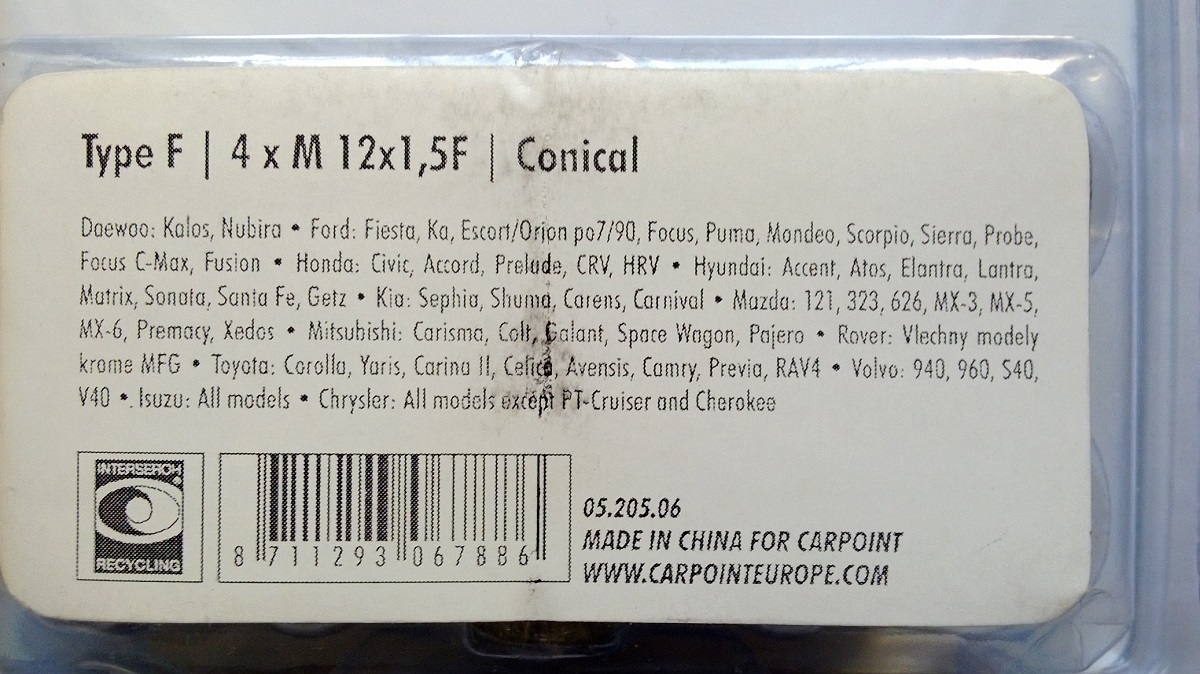 Type F | 4 x M 12x1,5F | Conical
Daewoo: Kalos, Nubira • Ford: Fiesta, Ka, Escort/Orion po7/90, Focus, Puma, Mondeo, Scorpio, Sierra, Probe,
Focus C-Max, Fusion • Honda: Civic, Accord, Prelude, CRV, HRV • Hyundai: Accent, Atos, Elantra, Lantra,
Matrix, Sonata, Santa Fe, Getz • Kia: Sephia, Shuma, Carens, Carnival • Mazda: 121, 323, 626, MX-3, MX-5,
MX-6, Premacy, Xedos • Mitsubishi: Carisma, Colt, Galant, Space Wagon, Pajero • Rover: Vlechny modely
krome MFG • Toyota: Corolla, Yaris, Carina II, Celica, Avensis, Camry, Previa, RAV4 • Volvo: 940, 960, S40,
V40 •. Isuzu: All models • Chrysler: All models except PT-Cruiser and Cherokee
INTERSEROH
RECYCLING
8 711293 067886
05.205.06
MADE IN CHINA FOR CARPOINT
WWW.CARPOINTEUROPE.COM